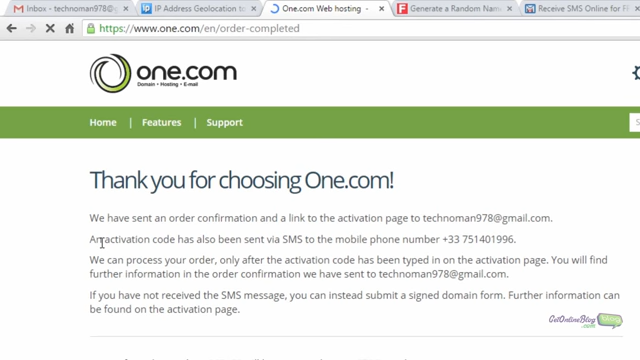 Inbox - technoman978@g
IP Address Geolocation to
One.com Web hosting -
Generate a Random Nam
Receive SMS Online for F
https://www.one.com/en/order-completed
one.com
Domain • Hosting • E-mail
Home | Features | Support
Thank you for choosing One.com!
We have sent an order confirmation and a link to the activation page to technoman978@gmail.com.
An activation code has also been sent via SMS to the mobile phone number +33 751401996.
We can process your order, only after the activation code has been typed in on the activation page. You will find
further information in the order confirmation we have sent to technoman978@gmail.com.
If you have not received the SMS message, you can instead submit a signed domain form. Further information can
be found on the activation page.
GetOnlineBlog
.com